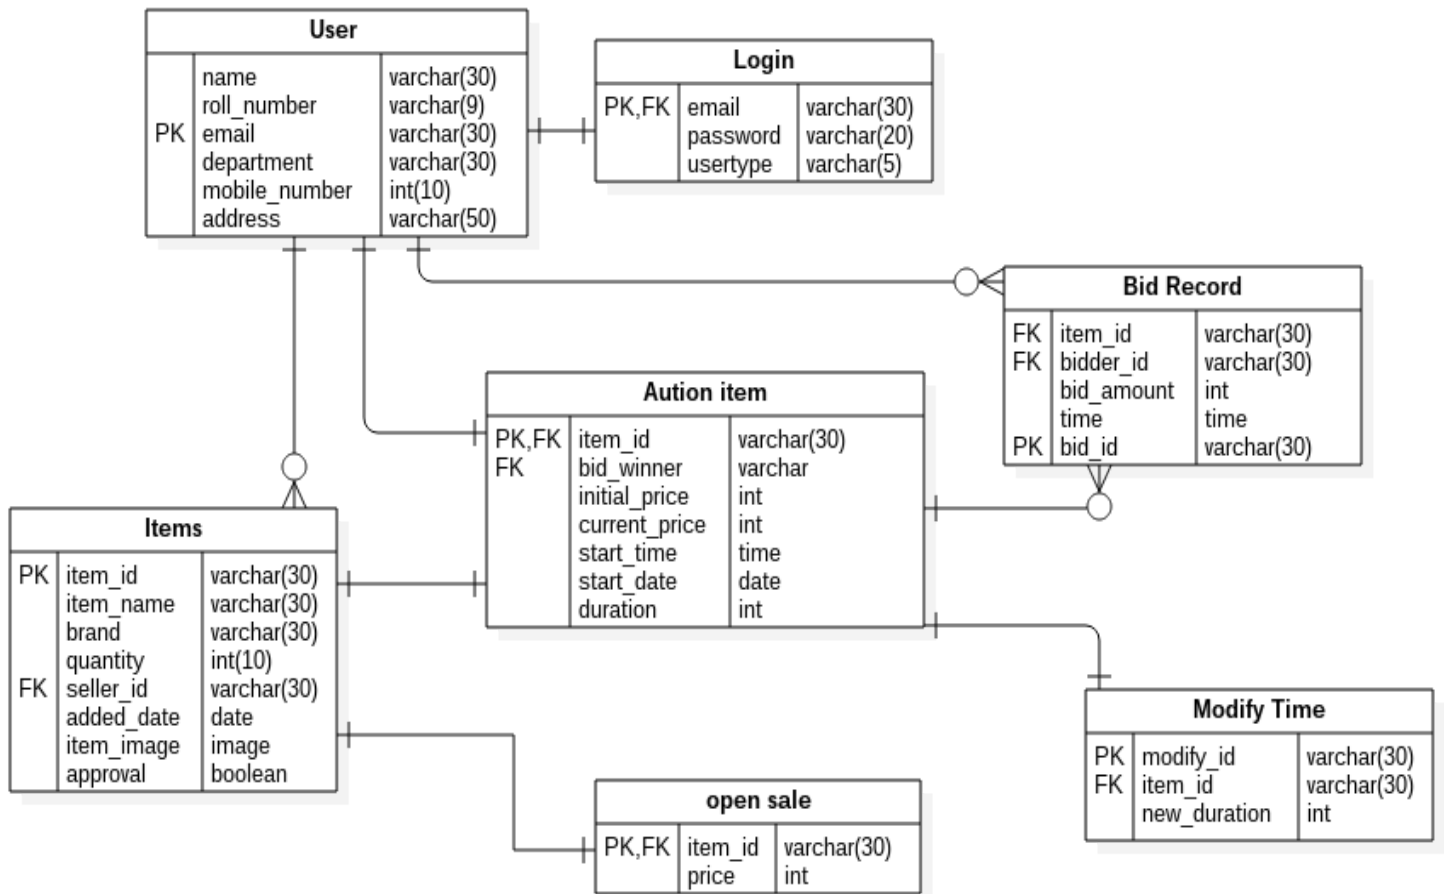 User
name varchar(30)
roll_number varchar(9)
PK email varchar(30)
department varchar(30)
mobile_number int(10)
address varchar(50)
Login
PK,FK email varchar(30)
password varchar(20)
usertype varchar(5)
Bid Record
FK item_id varchar(30)
FK bidder_id varchar(30)
bid_amount int
time time
PK bid_id varchar(30)
Aution item
PK,FK item_id varchar(30)
FK bid_winner varchar
initial_price int
current_price int
start_time time
start_date date
duration int
Items
PK item_id varchar(30)
item_name varchar(30)
brand varchar(30)
quantity int(10)
FK seller_id varchar(30)
added_date date
item_image image
approval boolean
Modify Time
PK modify_id varchar(30)
FK item_id varchar(30)
new_duration int
open sale
PK,FK item_id varchar(30)
price int